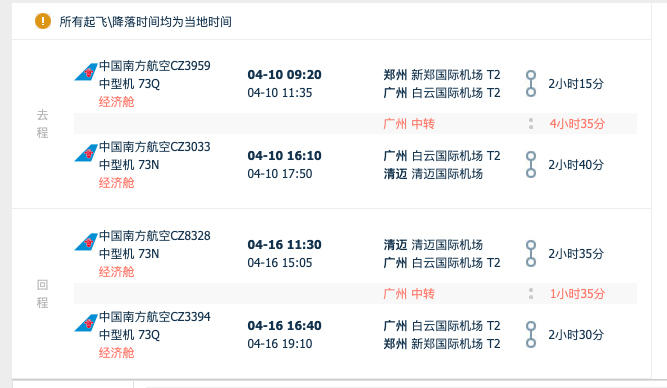 所有起飞\降落时间均为当地时间
去程
中国南方航空CZ3959
中型机 73Q
经济舱
04-10 09:20
04-10 11:35
郑州 新郑国际机场 T2
广州 白云国际机场 T2
2小时15分
广州 中转
4小时35分
中国南方航空CZ3033
中型机 73N
经济舱
04-10 16:10
04-10 17:50
广州 白云国际机场 T2
清迈 清迈国际机场
2小时40分
回程
中国南方航空CZ8328
中型机 73N
经济舱
04-16 11:30
04-16 15:05
清迈 清迈国际机场
广州 白云国际机场 T2
2小时35分
广州 中转
1小时35分
中国南方航空CZ3394
中型机 73Q
经济舱
04-16 16:40
04-16 19:10
广州 白云国际机场 T2
郑州 新郑国际机场 T2
2小时30分